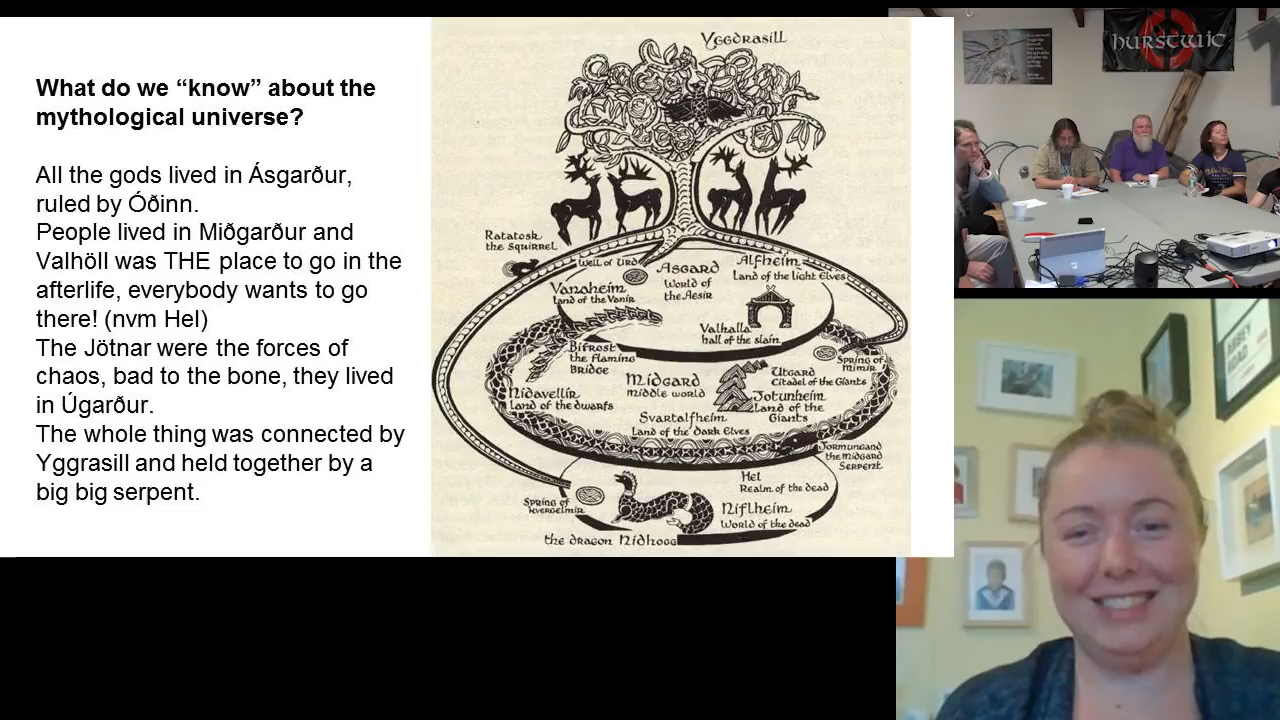 What do we “know” about the
mythological universe?
All the gods lived in Ásgarður,
ruled by Óðinn.
People lived in Miðgarður and
Valhöll was THE place to go in the
afterlife, everybody wants to go
there! (nvm Hel)
The Jötnar were the forces of
chaos, bad to the bone, they lived
in Úgarður.
The whole thing was connected by
Yggrasill and held together by a
big big serpent.
Yggdrasill
Ratatosk
the squirrel
Well of Urd
Asgard
World of
the Aesir
Alfheim
Land of the light Elves
Vanaheim
Land of the Vanir
Valhalla
hall of the slain
Bifrost
the flaming
Bridge
Spring of
Mimir
Midgard
middle world
Utgard
Citadel of the Giants
Nidavellir
Land of the dwarfs
Jotunheim
Land of the
Giants
Svartalfheim
Land of the dark Elves
Jormungand
the Midgard
Serpent
Hel
Realm of the dead
Spring of
Hvergelmir
Niflheim
World of the dead
the dragon Nidhogg
HURSTWIC
ABBEY
ROAD